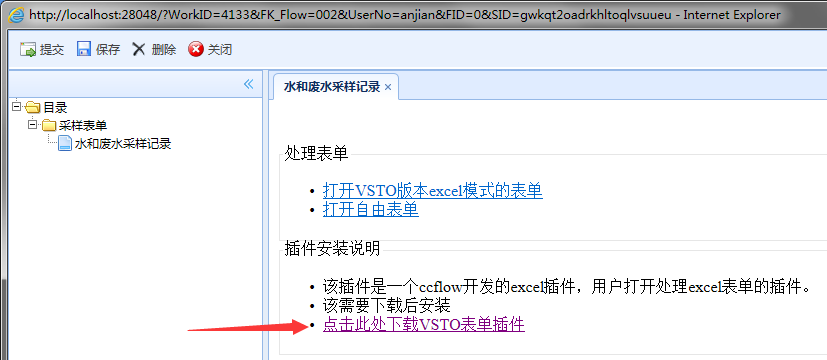 http://localhost:28048/?WorkID=4133&FK_Flow=002&UserNo=anjian&FID=0&SID=gwkqt2oadrkhltoqlvsuueu - Internet Explorer
提交 保存 删除 关闭
水和废水采样记录
目录
采样表单
水和废水采样记录
处理表单
打开VSTO版本excel模式的表单
打开自由表单
插件安装说明
该插件是一个ccflow开发的excel插件，用户打开处理excel表单的插件。
该需要下载后安装
点击此处下载VSTO表单插件